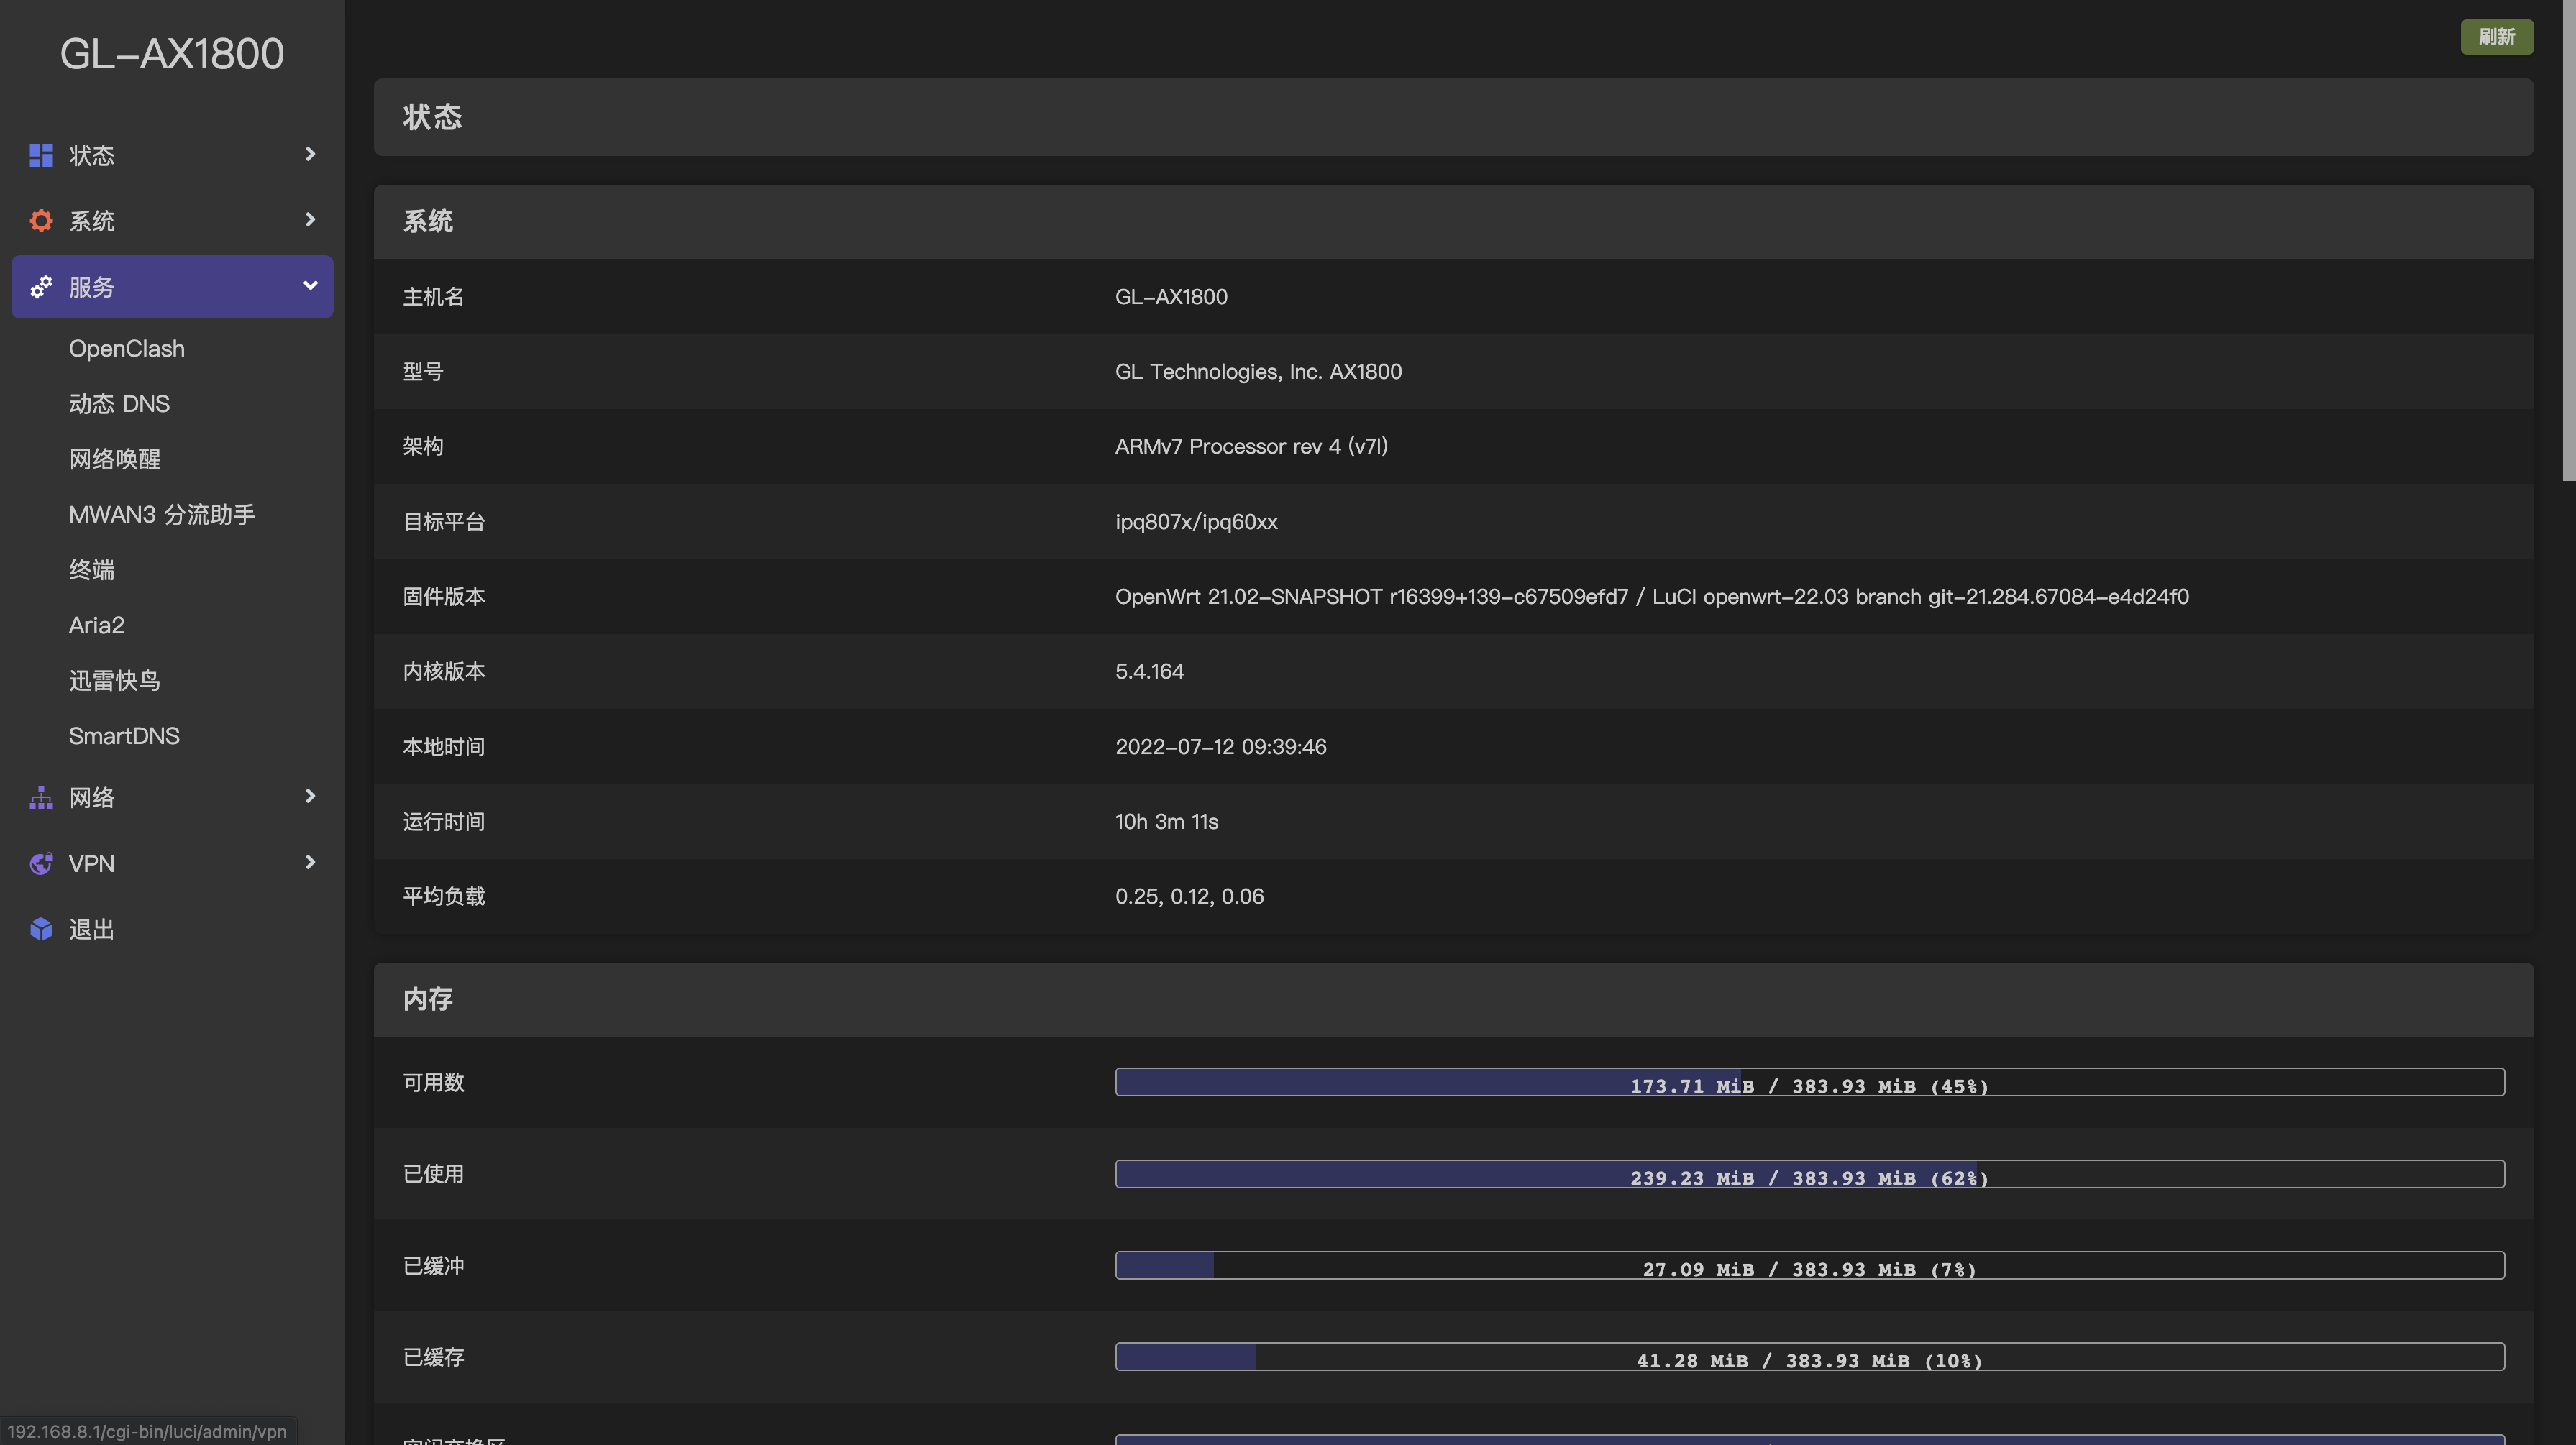 GL-AX1800
状态
系统
服务
OpenClash
动态 DNS
网络唤醒
MWAN3 分流助手
终端
Aria2
迅雷快鸟
SmartDNS
网络
VPN
退出
192.168.8.1/cgi-bin/luci/admin/vpn
刷新
状态
系统
主机名 GL-AX1800
型号 GL Technologies, Inc. AX1800
架构 ARMv7 Processor rev 4 (v7l)
目标平台 ipq807x/ipq60xx
固件版本 OpenWrt 21.02-SNAPSHOT r16399+139-c67509efd7 / LuCI openwrt-22.03 branch git-21.284.67084-e4d24f0
内核版本 5.4.164
本地时间 2022-07-12 09:39:46
运行时间 10h 3m 11s
平均负载 0.25, 0.12, 0.06
内存
可用数 173.71 MiB / 383.93 MiB (45%)
已使用 239.23 MiB / 383.93 MiB (62%)
已缓冲 27.09 MiB / 383.93 MiB (7%)
已缓存 41.28 MiB / 383.93 MiB (10%)